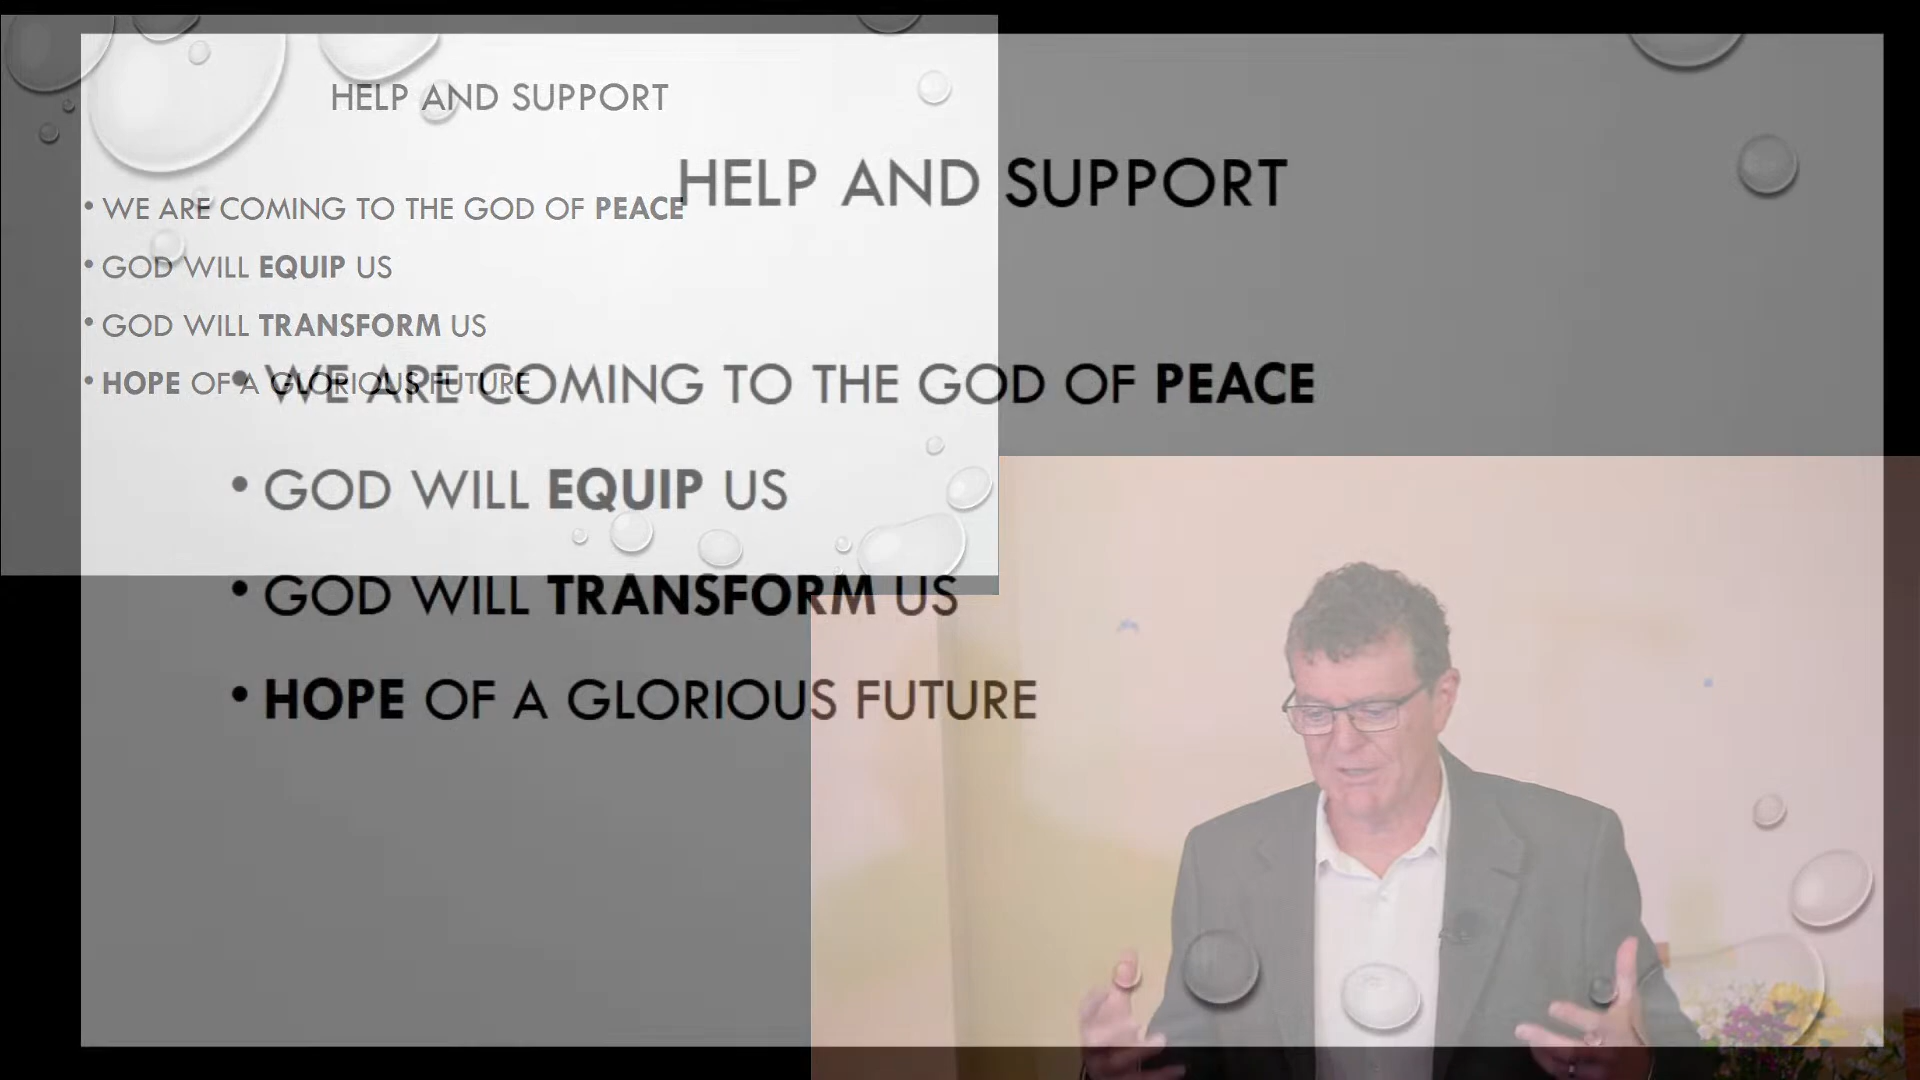 HELP AND SUPPORT
• WE ARE COMING TO THE GOD OF PEACE
• GOD WILL EQUIP US
• GOD WILL TRANSFORM US
• HOPE OF A GLORIOUS FUTURE
HELP AND SUPPORT
• WE ARE COMING TO THE GOD OF PEACE
• GOD WILL EQUIP US
• GOD WILL TRANSFORM US
• HOPE OF A GLORIOUS FUTURE